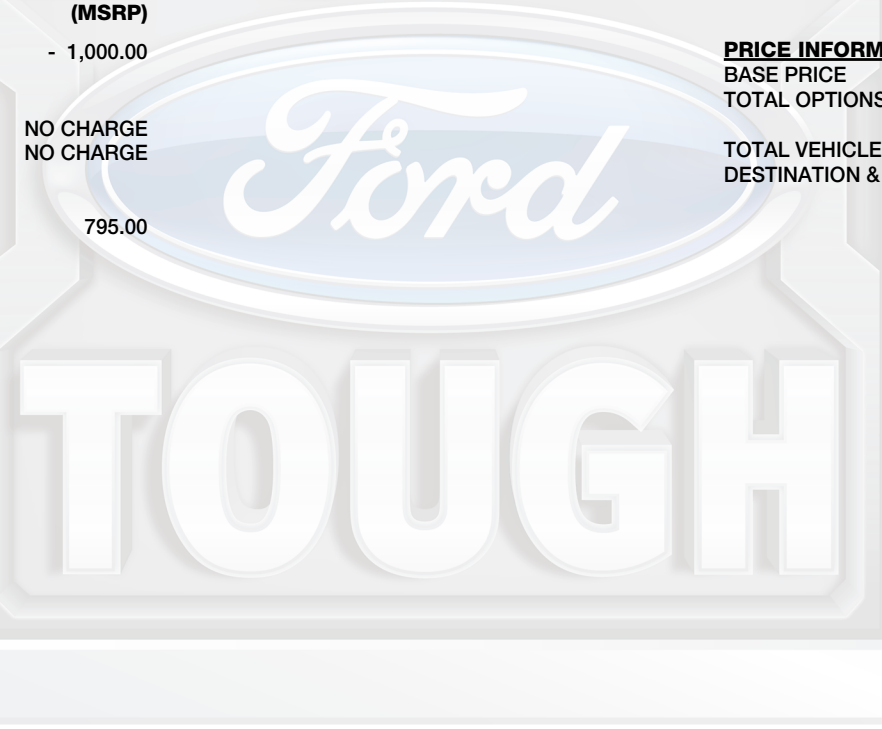 (MSRP)
- 1,000.00
NO CHARGE
NO CHARGE
795.00
PRICE INFORM
BASE PRICE
TOTAL OPTIONS
TOTAL VEHICLE
DESTINATION &
Ford
TOUGH